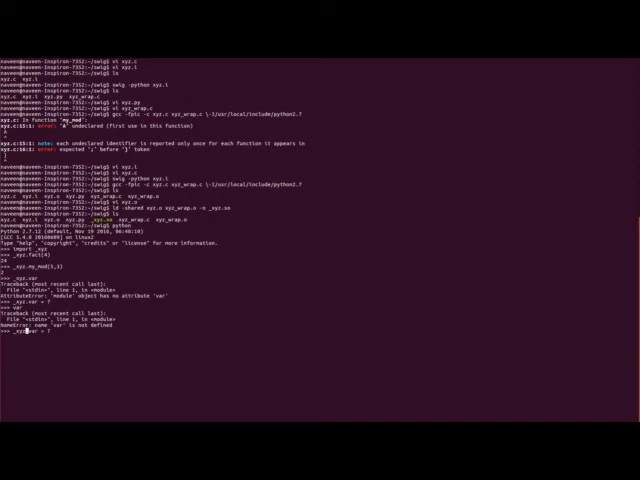 naveen@naveen-Inspiron-7352:~/swig$ vi xyz.c
naveen@naveen-Inspiron-7352:~/swig$ vi xyz.i
naveen@naveen-Inspiron-7352:~/swig$ ls
xyz.c  xyz.i
naveen@naveen-Inspiron-7352:~/swig$ swig -python xyz.i
naveen@naveen-Inspiron-7352:~/swig$ ls
xyz.c  xyz.i  xyz.py  xyz_wrap.c
naveen@naveen-Inspiron-7352:~/swig$ vi xyz.py
naveen@naveen-Inspiron-7352:~/swig$ vi xyz_wrap.c
naveen@naveen-Inspiron-7352:~/swig$ gcc -fpic -c xyz.c xyz_wrap.c \-I/usr/local/include/python2.7
xyz.c: In function 'my_mod':
xyz.c:15:1: error: 'A' undeclared (first use in this function)
A
^
xyz.c:15:1: note: each undeclared identifier is reported only once for each function it appears in
xyz.c:16:1: error: expected ';' before '}' token
}
^
naveen@naveen-Inspiron-7352:~/swig$ vi xyz.i
naveen@naveen-Inspiron-7352:~/swig$ vi xyz.c
naveen@naveen-Inspiron-7352:~/swig$ swig -python xyz.i
naveen@naveen-Inspiron-7352:~/swig$ gcc -fpic -c xyz.c xyz_wrap.c \-I/usr/local/include/python2.7
naveen@naveen-Inspiron-7352:~/swig$ ls
xyz.c  xyz.i  xyz.o  xyz.py  xyz_wrap.c  xyz_wrap.o
naveen@naveen-Inspiron-7352:~/swig$ vi xyz.o
naveen@naveen-Inspiron-7352:~/swig$ ld -shared xyz.o xyz_wrap.o -o _xyz.so
naveen@naveen-Inspiron-7352:~/swig$ ls
xyz.c  xyz.i  xyz.o  xyz.py  _xyz.so  xyz_wrap.c  xyz_wrap.o
naveen@naveen-Inspiron-7352:~/swig$ python
Python 2.7.12 (default, Nov 19 2016, 06:48:10)
[GCC 5.4.0 20160609] on linux2
Type "help", "copyright", "credits" or "license" for more information.
>>> import _xyz
>>> _xyz.fact(4)
24
>>> _xyz.my_mod(5,3)
2
>>> _xyz.var
Traceback (most recent call last):
File "<stdin>", line 1, in <module>
AttributeError: 'module' object has no attribute 'var'
>>> _xyz.var = 7
>>> var
Traceback (most recent call last):
File "<stdin>", line 1, in <module>
NameError: name 'var' is not defined
>>> _xyz.var = 7